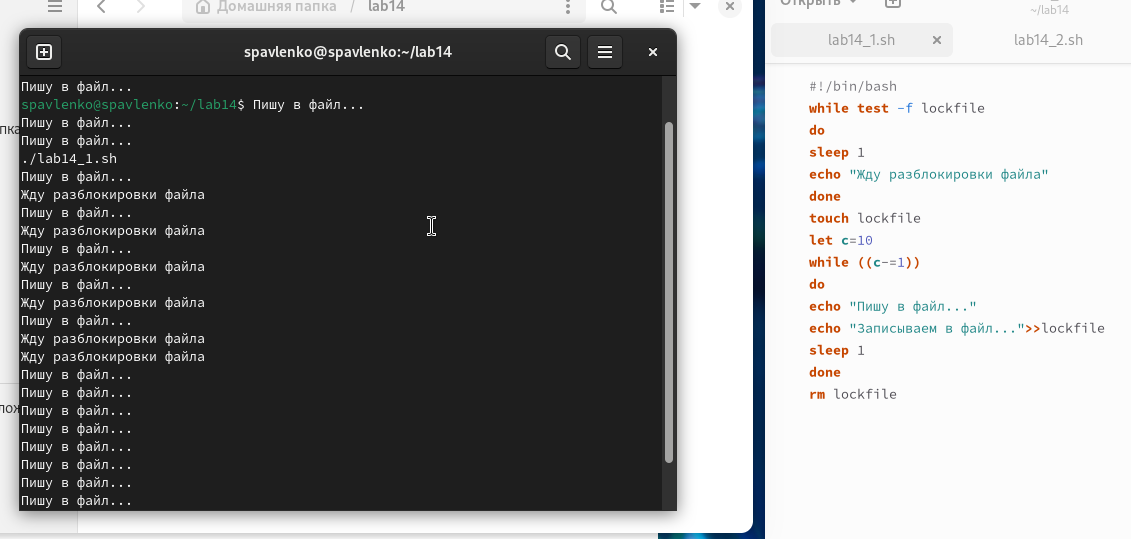 Домашняя папка / lab14
spavlenko@spavlenko:~/lab14
Пишу в файл...
spavlenko@spavlenko:~/lab14$ Пишу в файл...
Пишу в файл...
Пишу в файл...
./lab14_1.sh
Пишу в файл...
Жду разблокировки файла
Пишу в файл...
Жду разблокировки файла
Пишу в файл...
Жду разблокировки файла
Пишу в файл...
Жду разблокировки файла
Пишу в файл...
Жду разблокировки файла
Жду разблокировки файла
Пишу в файл...
Пишу в файл...
Пишу в файл...
Пишу в файл...
Пишу в файл...
Пишу в файл...
Пишу в файл...
Пишу в файл...
Открыть
~/lab14
lab14_1.sh
lab14_2.sh
#!/bin/bash
while test -f lockfile
do
sleep 1
echo "Жду разблокировки файла"
done
touch lockfile
let c=10
while ((c-=1))
do
echo "Пишу в файл..."
echo "Записываем в файл...">>lockfile
sleep 1
done
rm lockfile